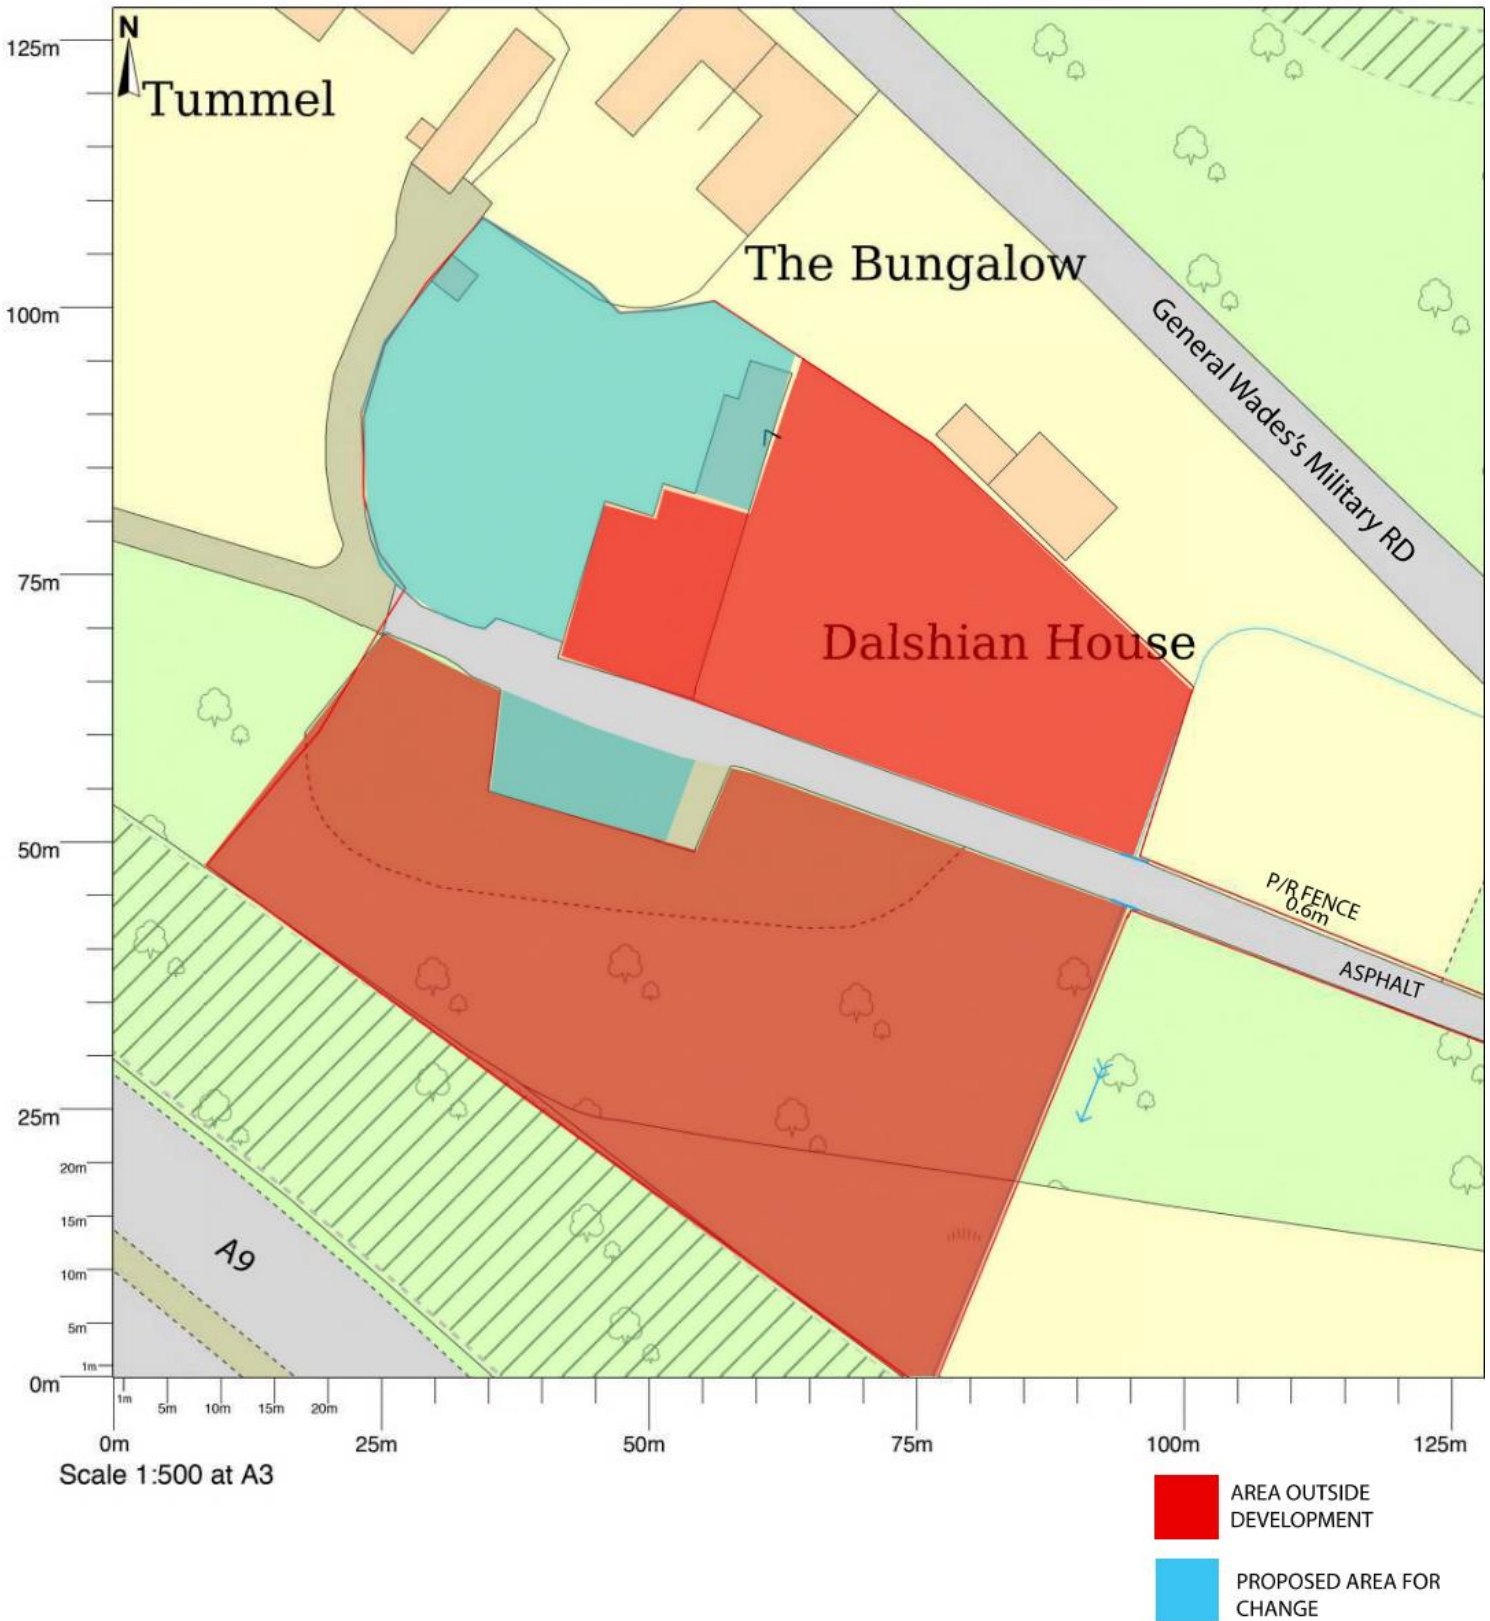 N
125m
Tummel
The Bungalow
General Wades's Military RD
100m
75m
Dalshian House
50m
P/R FENCE
0.6m
ASPHALT
25m
20m
15m
A9
10m
5m
1m
0m
1m
5m 10m 15m 20m
0m 25m 50m 75m 100m 125m
Scale 1:500 at A3
AREA OUTSIDE
DEVELOPMENT
PROPOSED AREA FOR
CHANGE